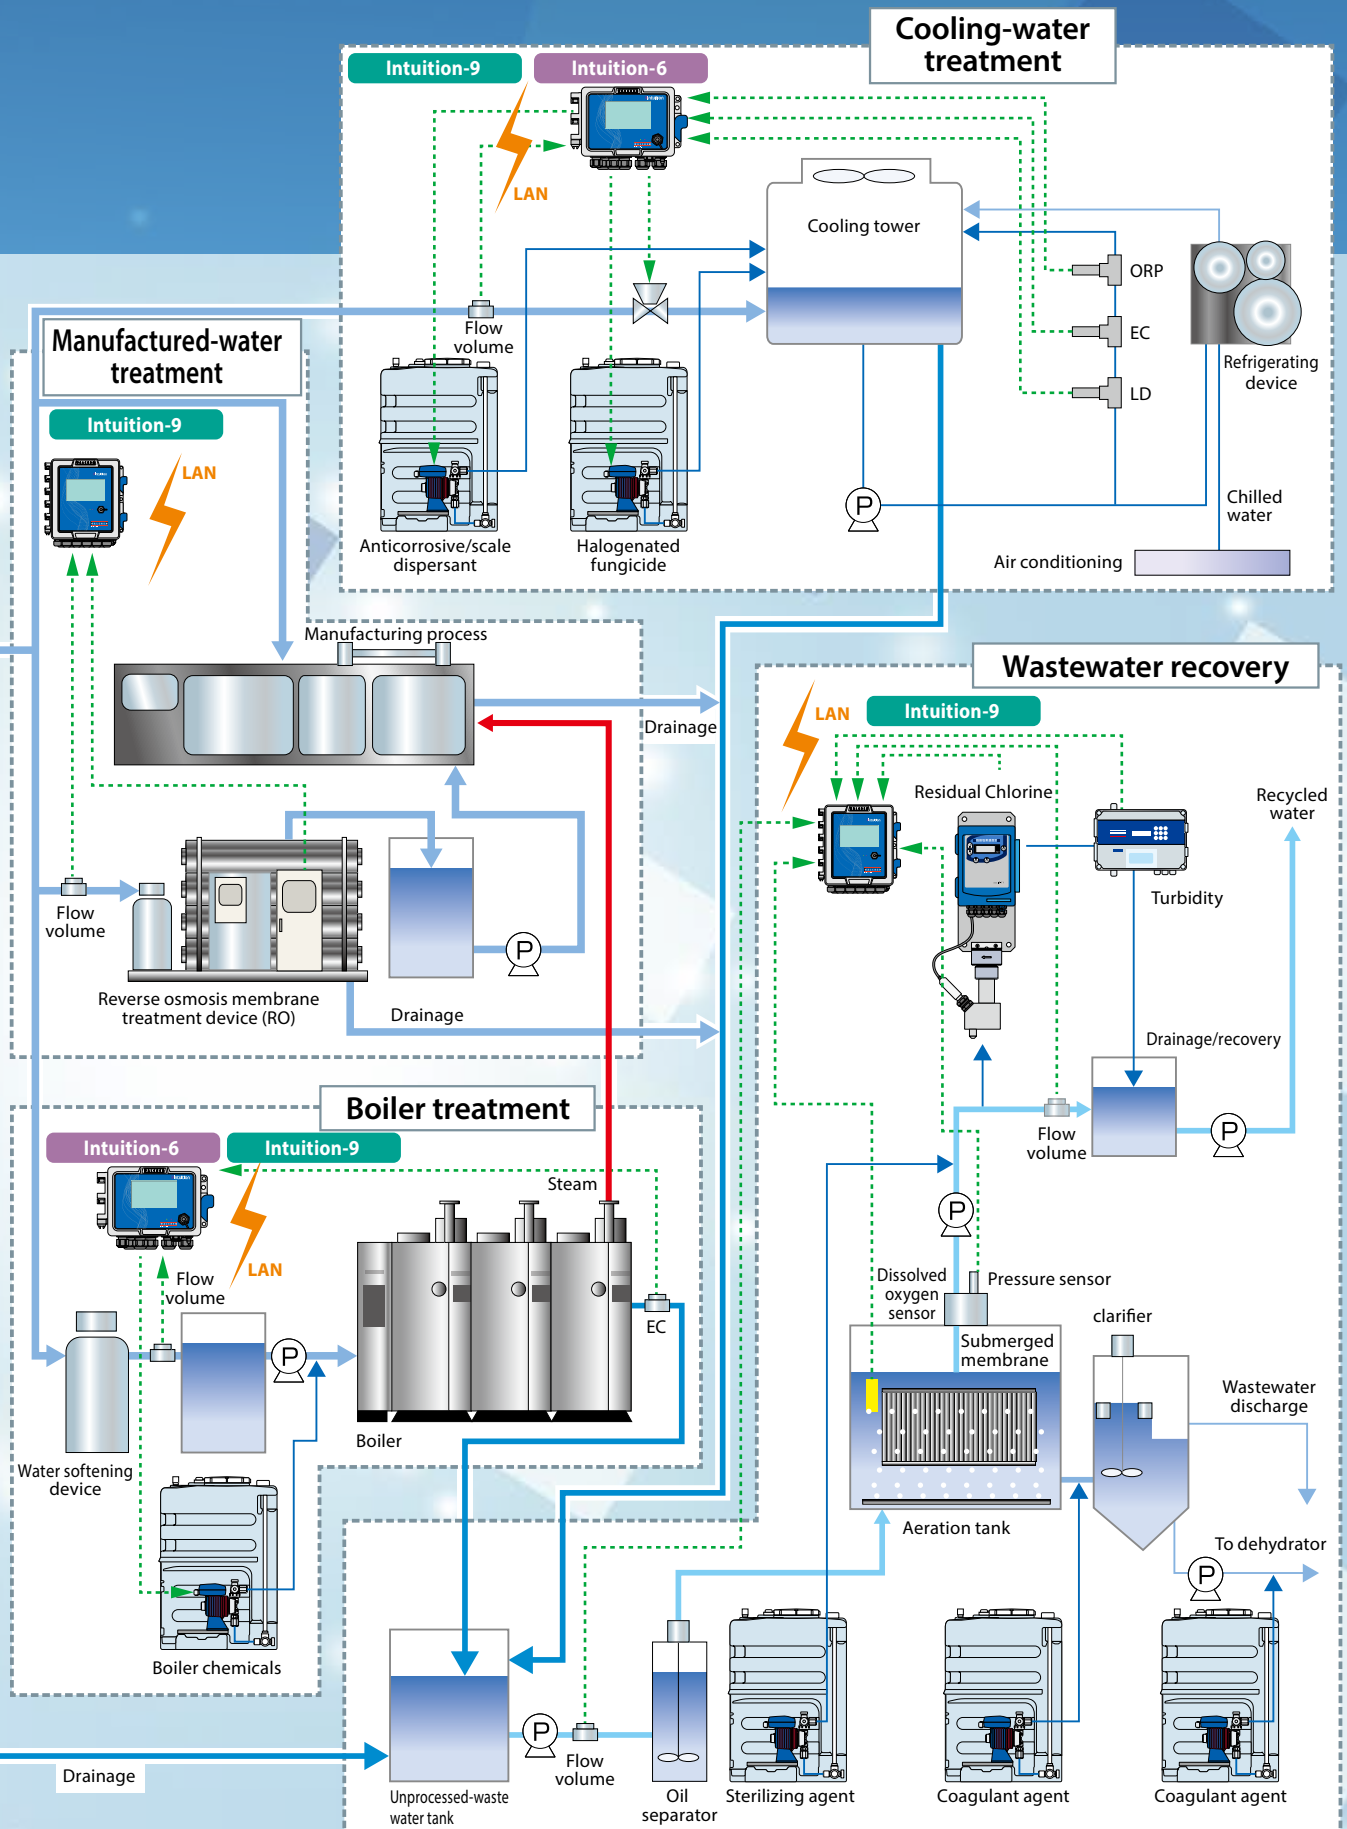 Cooling-water
treatment
Intuition-9
Intuition-6
LAN
Cooling tower
ORP
EC
LD
Refrigerating
device
Flow
volume
Chilled
water
Air conditioning
Anticorrosive/scale
dispersant
Halogenated
fungicide
P
Manufactured-water
treatment
Intuition-9
LAN
Manufacturing process
Drainage
Flow
volume
P
Reverse osmosis membrane
treatment device (RO)
Drainage
Wastewater recovery
LAN
Intuition-9
Residual Chlorine
Recycled
water
Turbidity
Drainage/recovery
Flow
volume
P
P
Dissolved
oxygen
sensor
Pressure sensor
Submerged
membrane
clarifier
Wastewater
discharge
Aeration tank
To dehydrator
P
Boiler treatment
Intuition-6
Intuition-9
LAN
Steam
Flow
volume
P
EC
Boiler
Water softening
device
Boiler chemicals
Drainage
Unprocessed-waste
water tank
P
Flow
volume
Oil
separator
Sterilizing agent
Coagulant agent
Coagulant agent